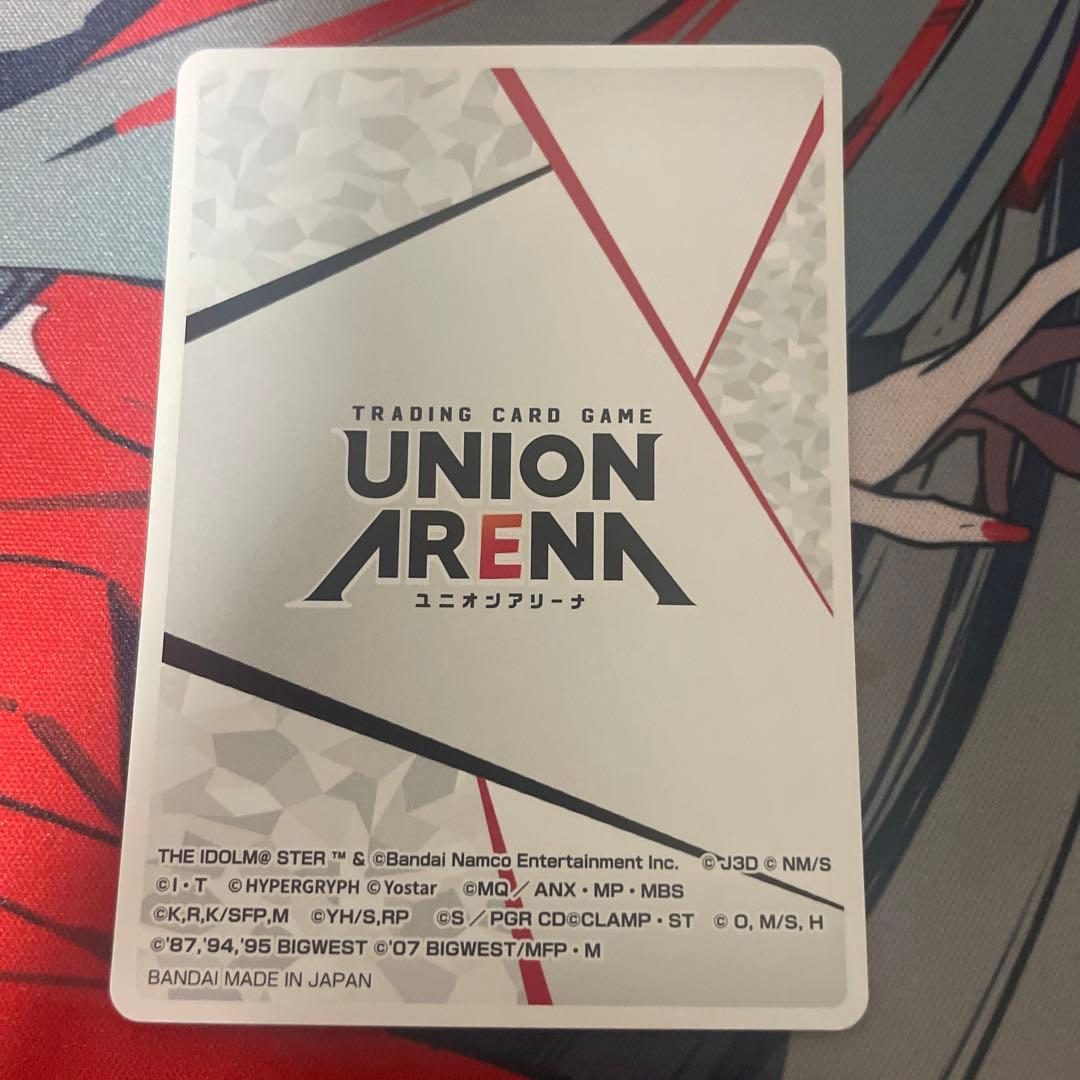 TRADING CARD GAME
UNION
ARENA
ユニオンアリーナ
THE IDOLM@ STER ™ & ©Bandai Namco Entertainment Inc. ©J3D © NM/S
©I・T ©HYPERGRYPH © Yostar ©MQ／ANX・MP・MBS
©K,R,K/SFP,M ©YH/S,RP ©S／PGR CD©CLAMP・ST © O, M/S, H
©'87,'94,'95 BIGWEST ©'07 BIGWEST/MFP・M
BANDAI MADE IN JAPAN